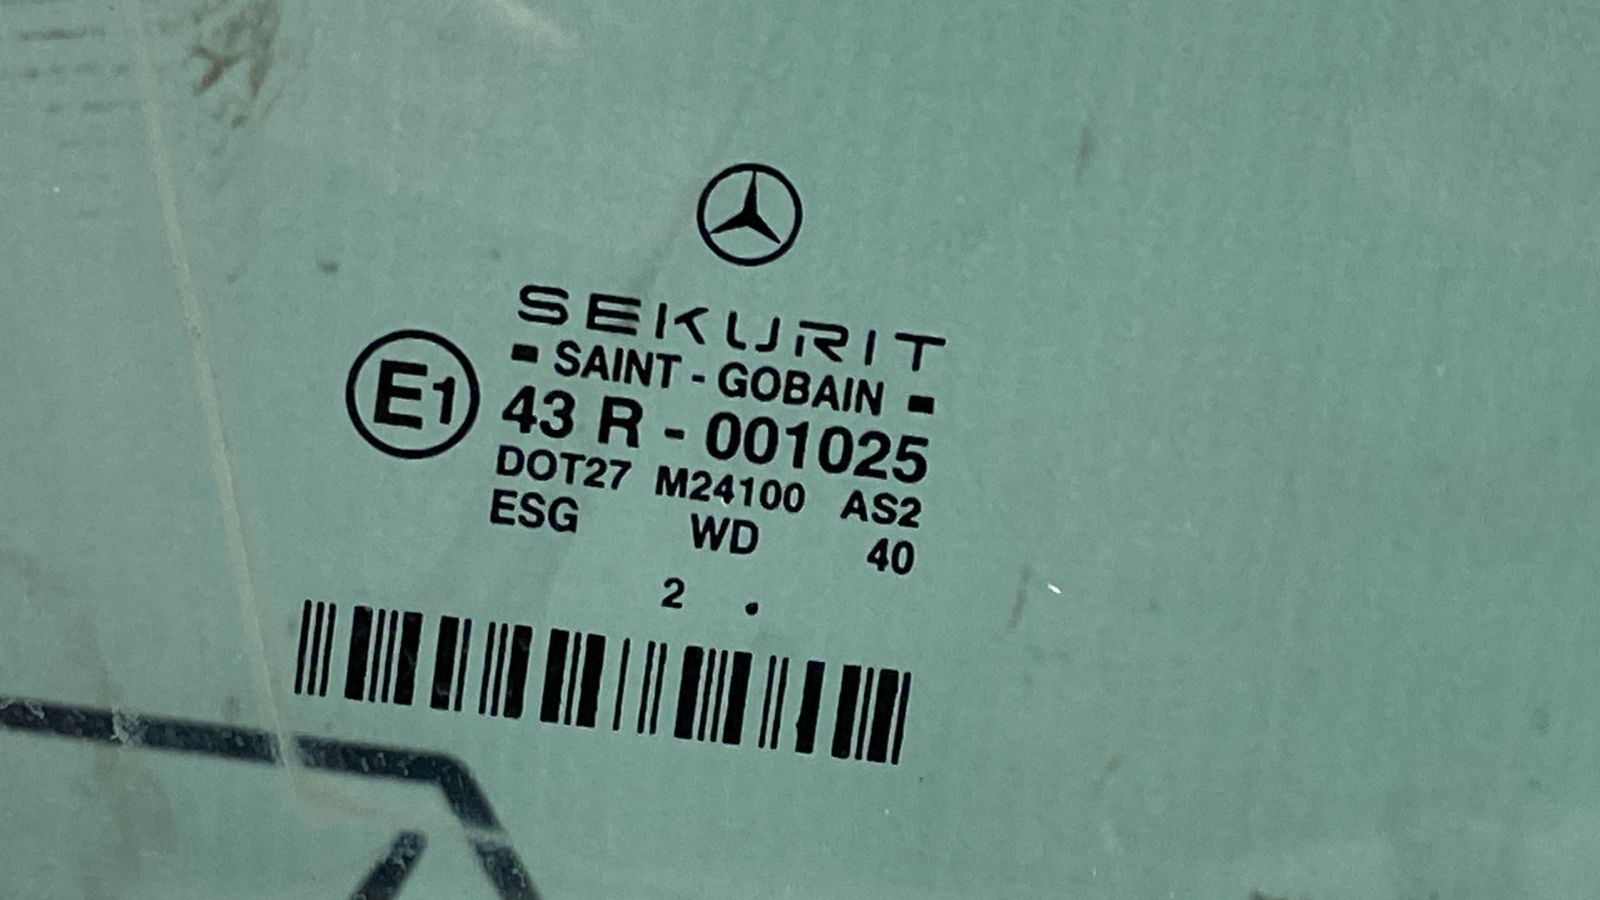 SEKURIT
SAINT - GOBAIN
E1
43 R - 001025
DOT27 M24100 AS2
ESG WD 40
2 .